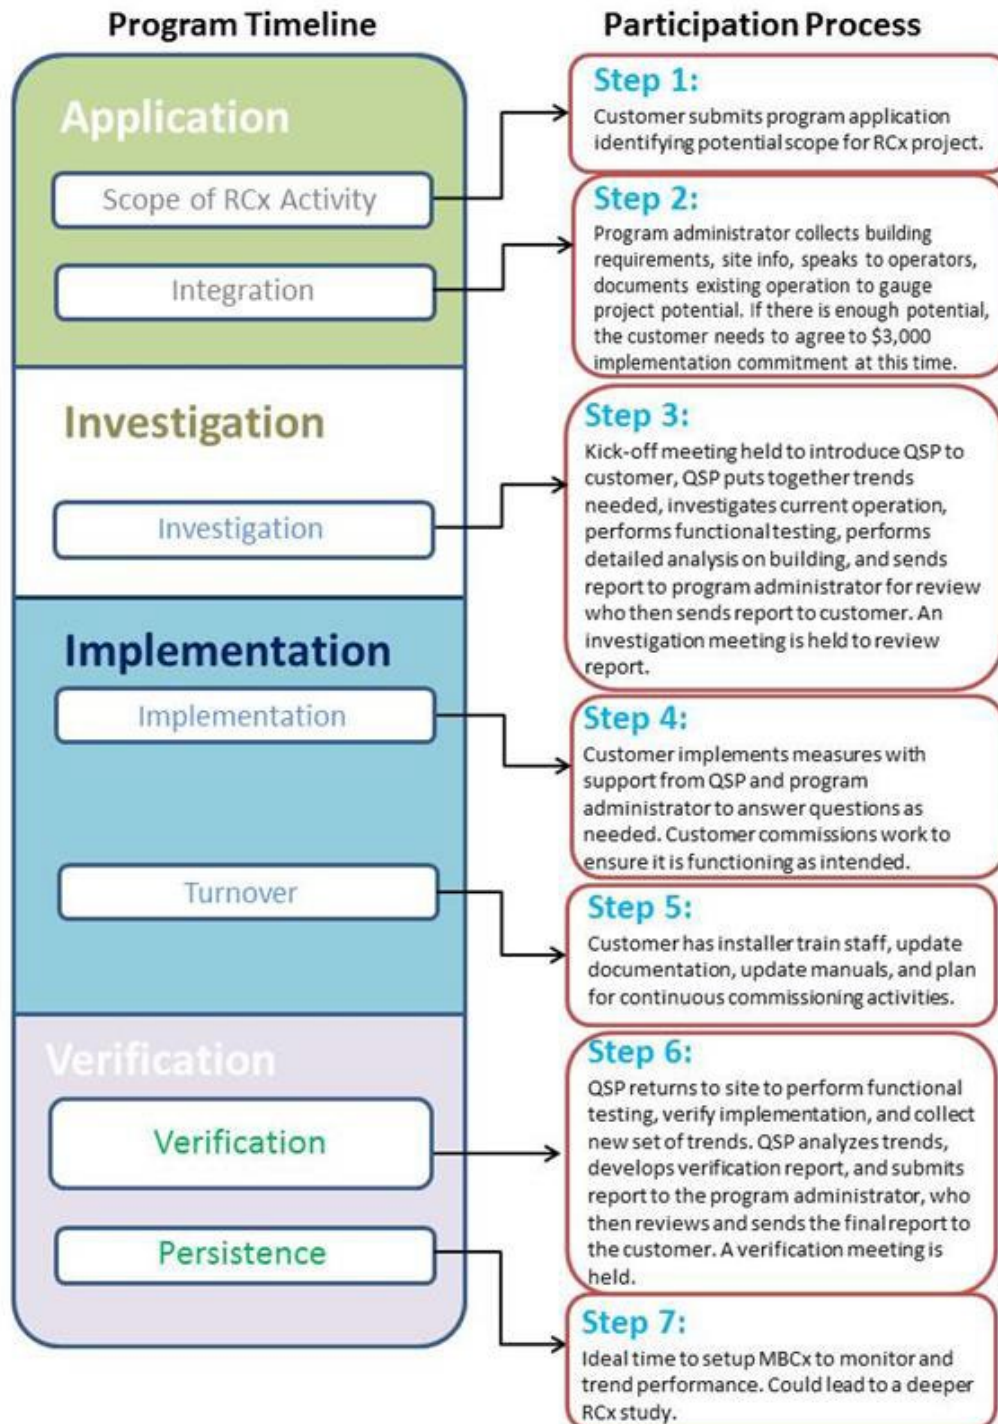 Program Timeline
Participation Process
Application
Scope of RCx Activity
Integration
Investigation
Investigation
Implementation
Implementation
Turnover
Verification
Verification
Persistence
Step 1:
Customer submits program application
identifying potential scope for RCx project.
Step 2:
Program administrator collects building
requirements, site info, speaks to operators,
documents existing operation to gauge
project potential. If there is enough potential,
the customer needs to agree to $3,000
implementation commitment at this time.
Step 3:
Kick-off meeting held to introduce QSP to
customer, QSP puts together trends
needed, investigates current operation,
performs functional testing, performs
detailed analysis on building, and sends
report to program administrator for review
who then sends report to customer. An
investigation meeting is held to review
report.
Step 4:
Customer implements measures with
support from QSP and program
administrator to answer questions as
needed. Customer commissions work to
ensure it is functioning as intended.
Step 5:
Customer has installer train staff, update
documentation, update manuals, and plan
for continuous commissioning activities.
Step 6:
QSP returns to site to perform functional
testing, verify implementation, and collect
new set of trends. QSP analyzes trends,
develops verification report, and submits
report to the program administrator, who
then reviews and sends the final report to
the customer. A verification meeting is
held.
Step 7:
Ideal time to setup MBCx to monitor and
trend performance. Could lead to a deeper
RCx study.